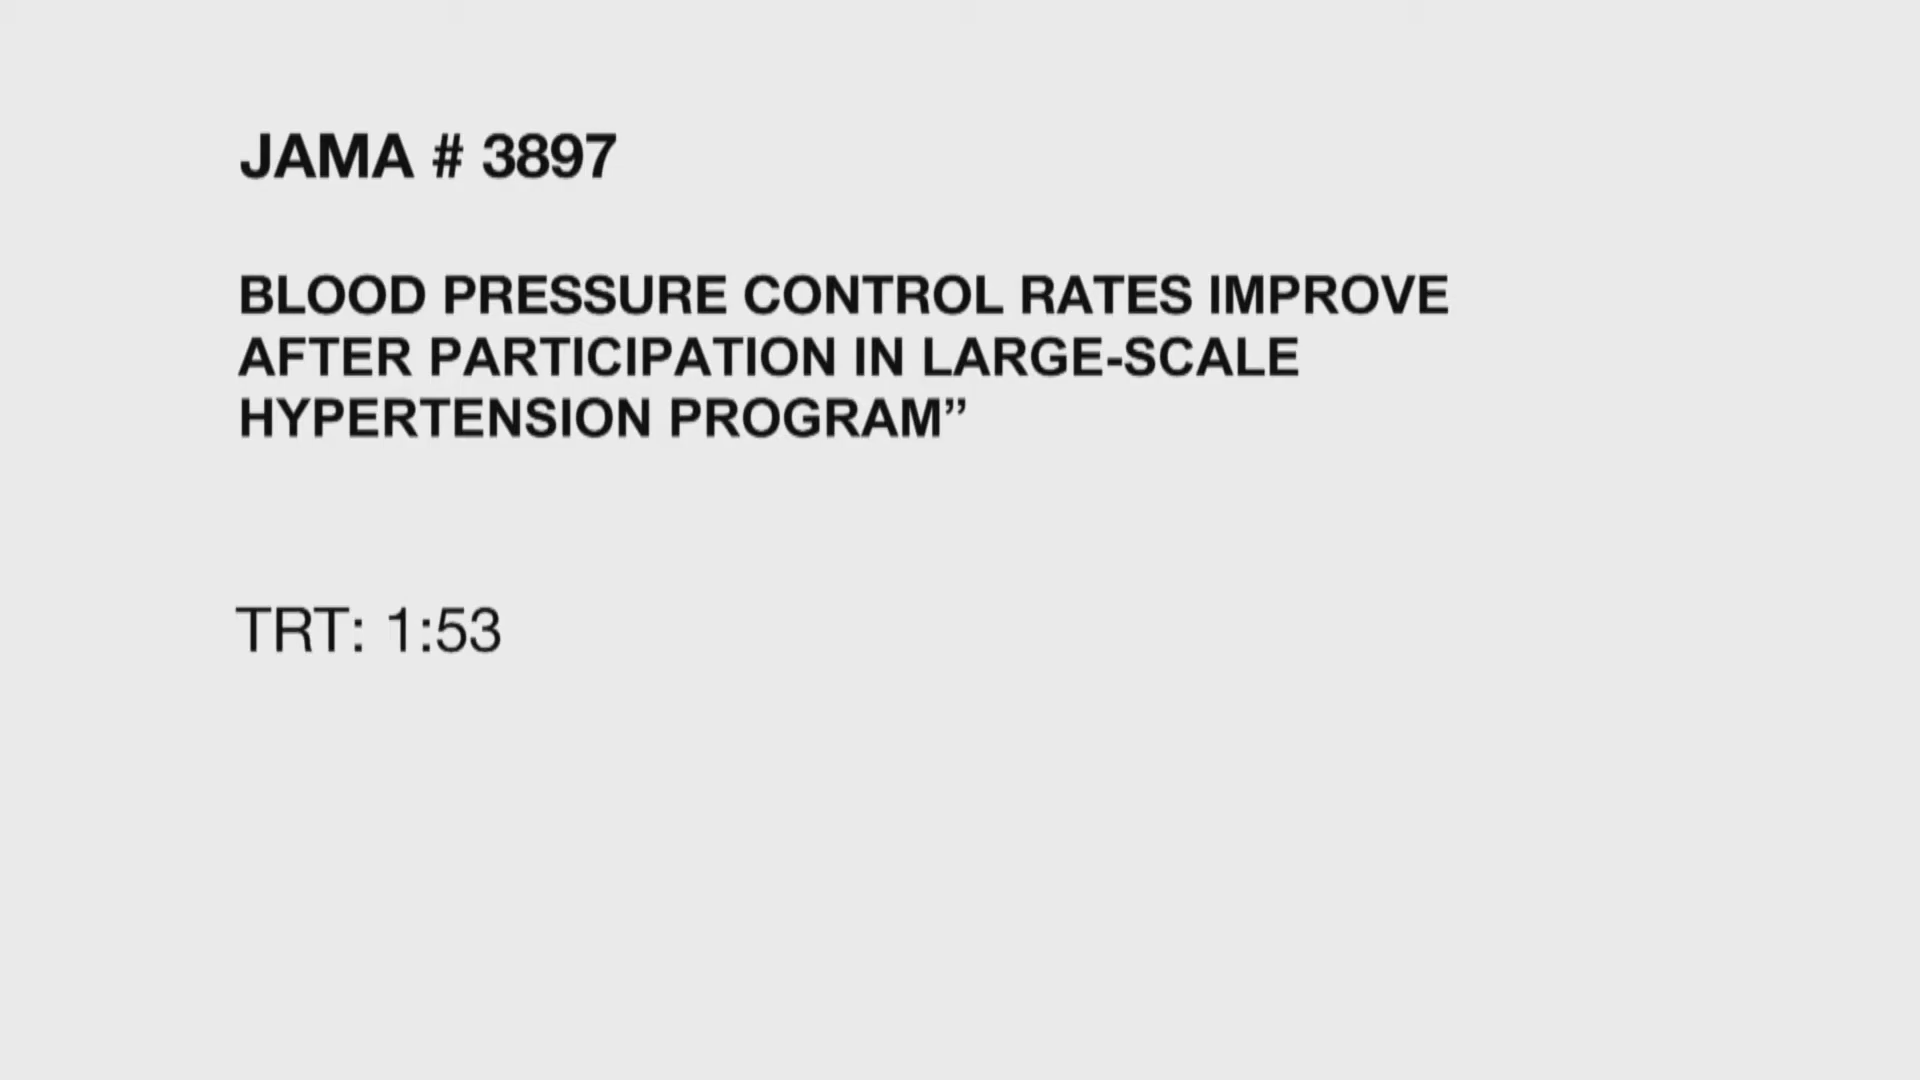 JAMA # 3897
BLOOD PRESSURE CONTROL RATES IMPROVE
AFTER PARTICIPATION IN LARGE-SCALE
HYPERTENSION PROGRAM”
TRT: 1:53